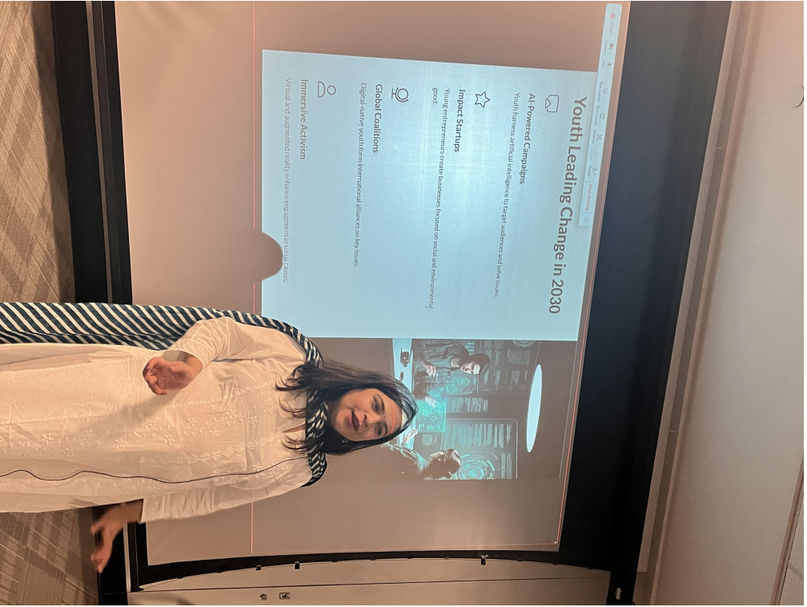 Youth Leading Change in 2030
AI-Powered Campaigns
Youth harness artificial intelligence to target audiences and solve issues.
Impact Startups
Young entrepreneurs create businesses focused on social and environmental
good.
Global Coalitions
Digital-native youth form international alliances on key issues.
Immersive Activism
Virtual and augmented reality enhance engagement in social causes.